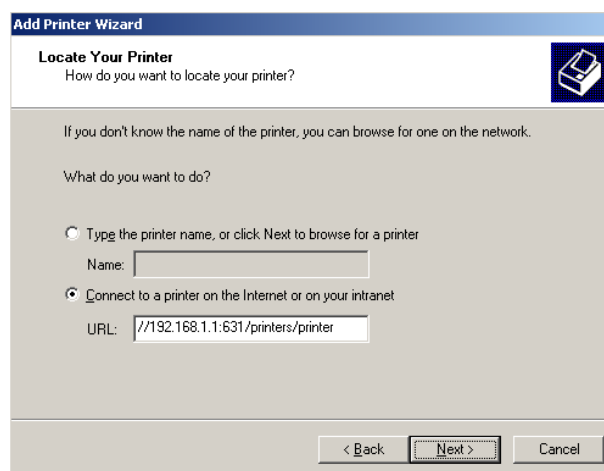 Add Printer Wizard
Locate Your Printer
How do you want to locate your printer?
If you don't know the name of the printer, you can browse for one on the network.
What do you want to do?
Type the printer name, or click Next to browse for a printer
Name:
Connect to a printer on the Internet or on your intranet
URL: //192.168.1.1:631/printers/printer
< Back Next > Cancel